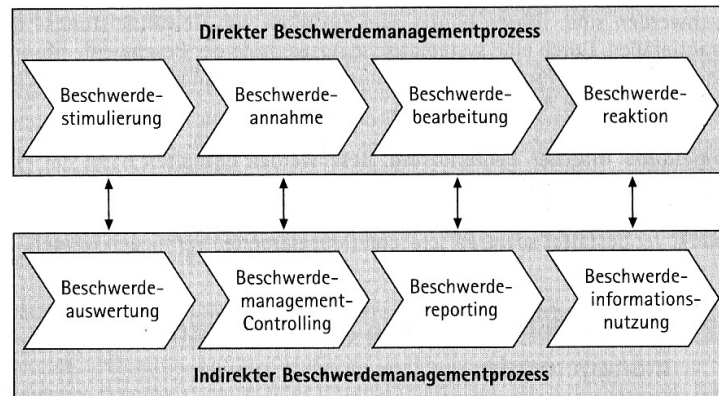 Direkter Beschwerdemanagementprozess
Beschwerde-
stimulierung
Beschwerde-
annahme
Beschwerde-
bearbeitung
Beschwerde-
reaktion
Beschwerde-
auswertung
Beschwerde-
management-
Controlling
Beschwerde-
reporting
Beschwerde-
informations-
nutzung
Indirekter Beschwerdemanagementprozess